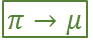 π → μ